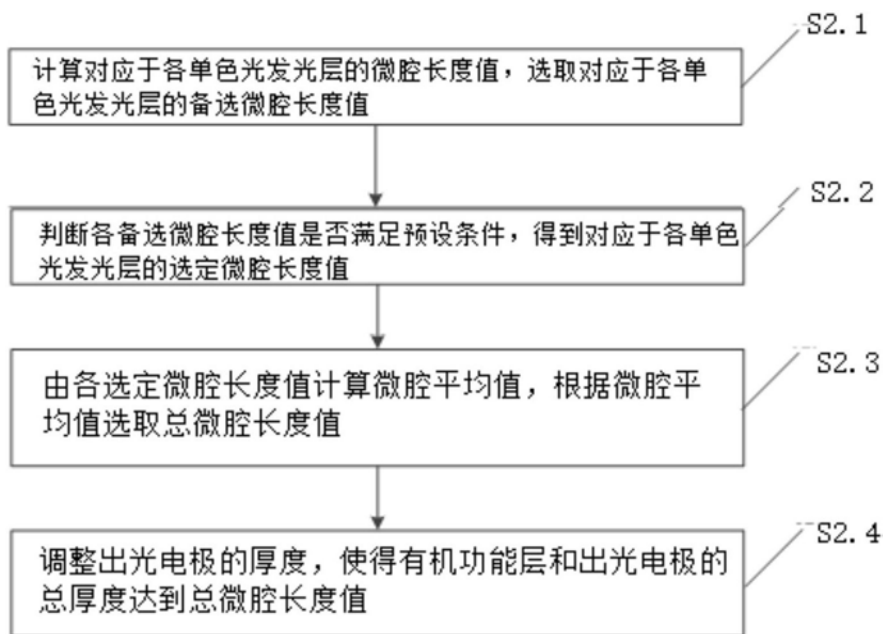 S2.1
计算对应于各单色光发光层的微腔长度值，选取对应于各单
色光发光层的备选微腔长度值
S2.2
判断各备选微腔长度值是否满足预设条件，得到对应于各单色
光发光层的选定微腔长度值
S2.3
由各选定微腔长度值计算微腔平均值，根据微腔平
均值选取总微腔长度值
S2.4
调整出光电极的厚度，使得有机功能层和出光电极的
总厚度达到总微腔长度值